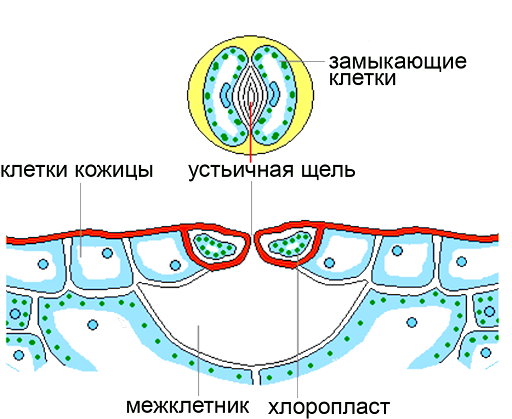 замыкающие
клетки
клетки кожицы
устьичная щель
межклетник
хлоропласт